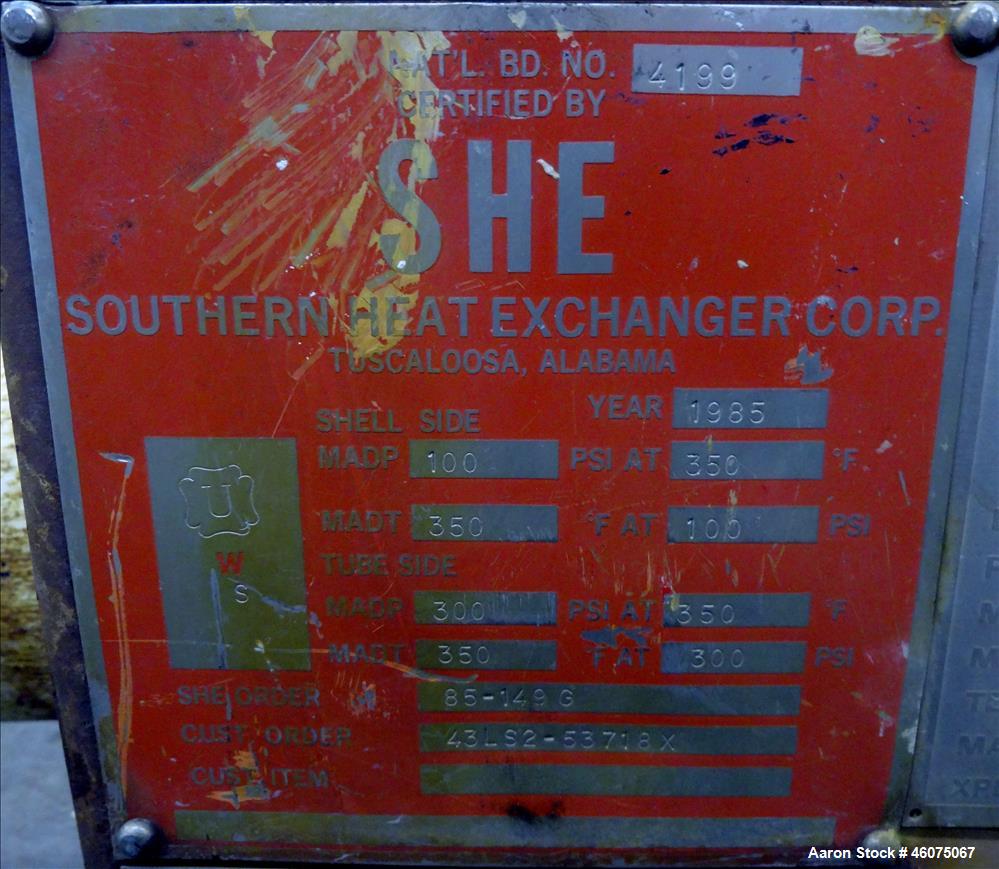 NAT'L. BD. NO. 4199
CERTIFIED BY
SHE
SOUTHERN HEAT EXCHANGER CORP.
TUSCALOOSA, ALABAMA
YEAR 1985
SHELL SIDE
MADP 100 PSI AT 350 °F.
MADT 350 °F AT 100 PSI
U
W
S
TUBE SIDE
MADP 300 PSI AT 350 °F
MADT 350 °F AT 300 PSI
SHE ORDER 85-149 G
CUST. ORDER 43LS2-53718X
CUST. ITEM
Aaron Stock # 46075067